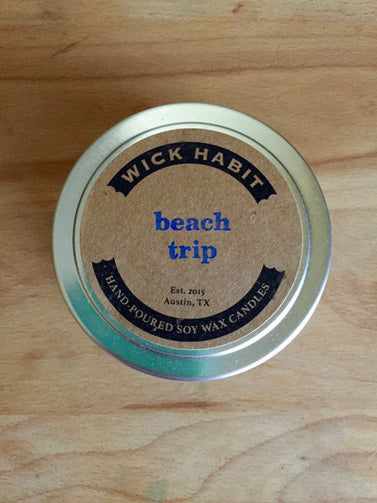 WICK HABIT
beach
trip
Est. 2015
Austin, TX
HAND-POURED SOY WAX CANDLES